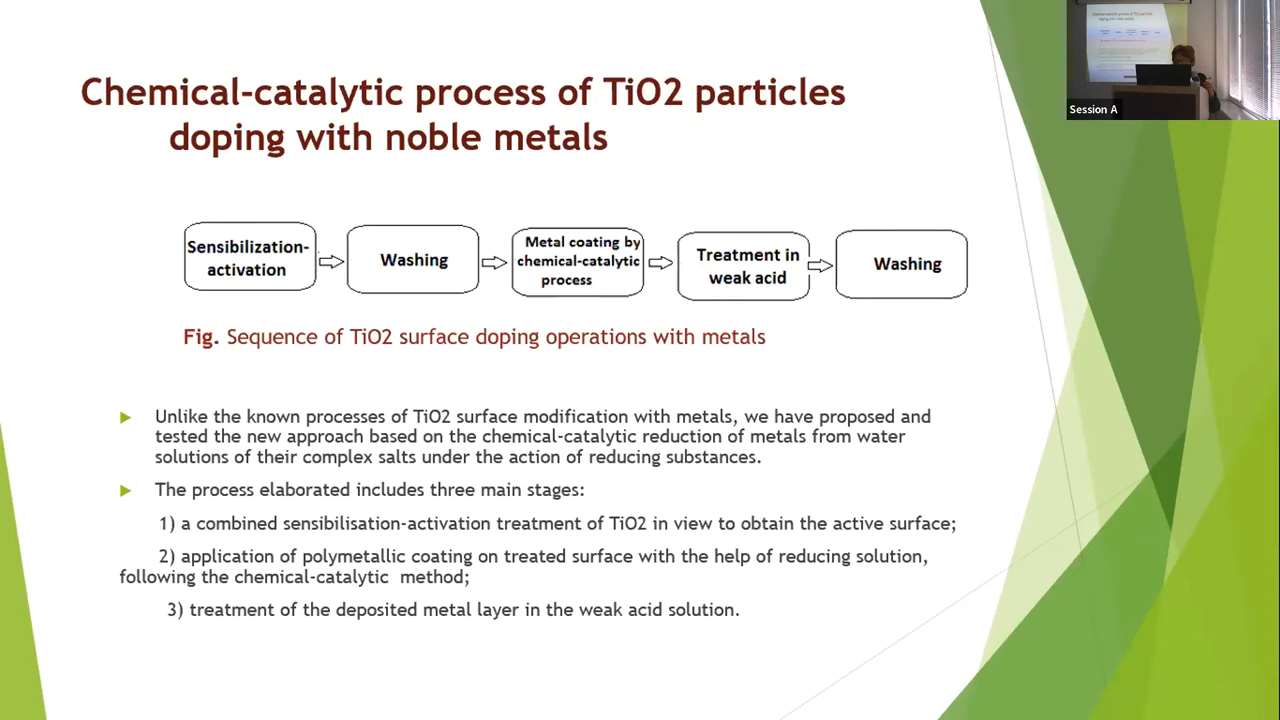 Chemical-catalytic process of TiO2 particles
doping with noble metals
Session A
Sensibilization-
activation
Washing
Metal coating by
chemical-catalytic
process
Treatment in
weak acid
Washing
Fig. Sequence of TiO2 surface doping operations with metals
Unlike the known processes of TiO2 surface modification with metals, we have proposed and
tested the new approach based on the chemical-catalytic reduction of metals from water
solutions of their complex salts under the action of reducing substances.
The process elaborated includes three main stages:
1) a combined sensibilisation-activation treatment of TiO2 in view to obtain the active surface;
2) application of polymetallic coating on treated surface with the help of reducing solution,
following the chemical-catalytic method;
3) treatment of the deposited metal layer in the weak acid solution.